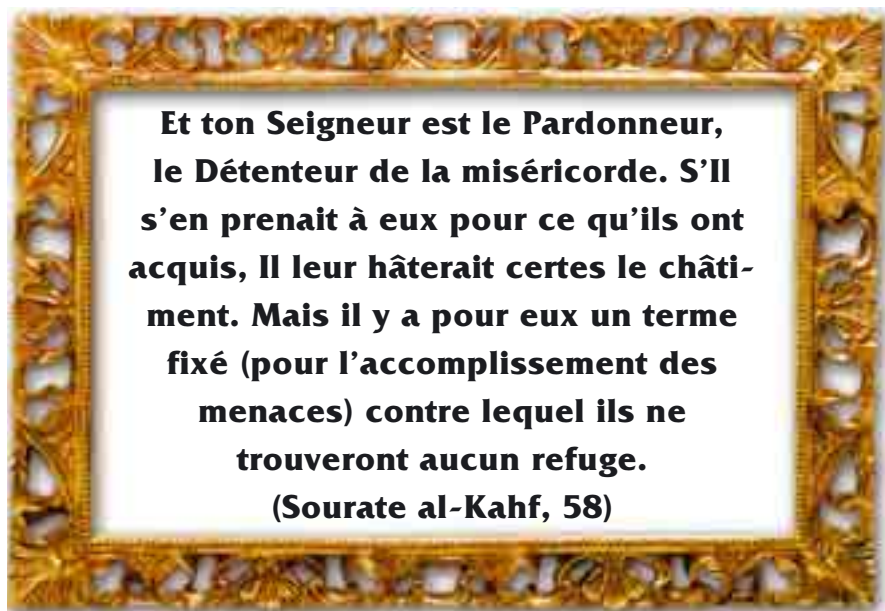 Et ton Seigneur est le Pardonneur,
le Détenteur de la miséricorde. S’Il
s’en prenait à eux pour ce qu’ils ont
acquis, Il leur hâterait certes le châti-
ment. Mais il y a pour eux un terme
fixé (pour l’accomplissement des
menaces) contre lequel ils ne
trouveront aucun refuge.
(Sourate al-Kahf, 58)